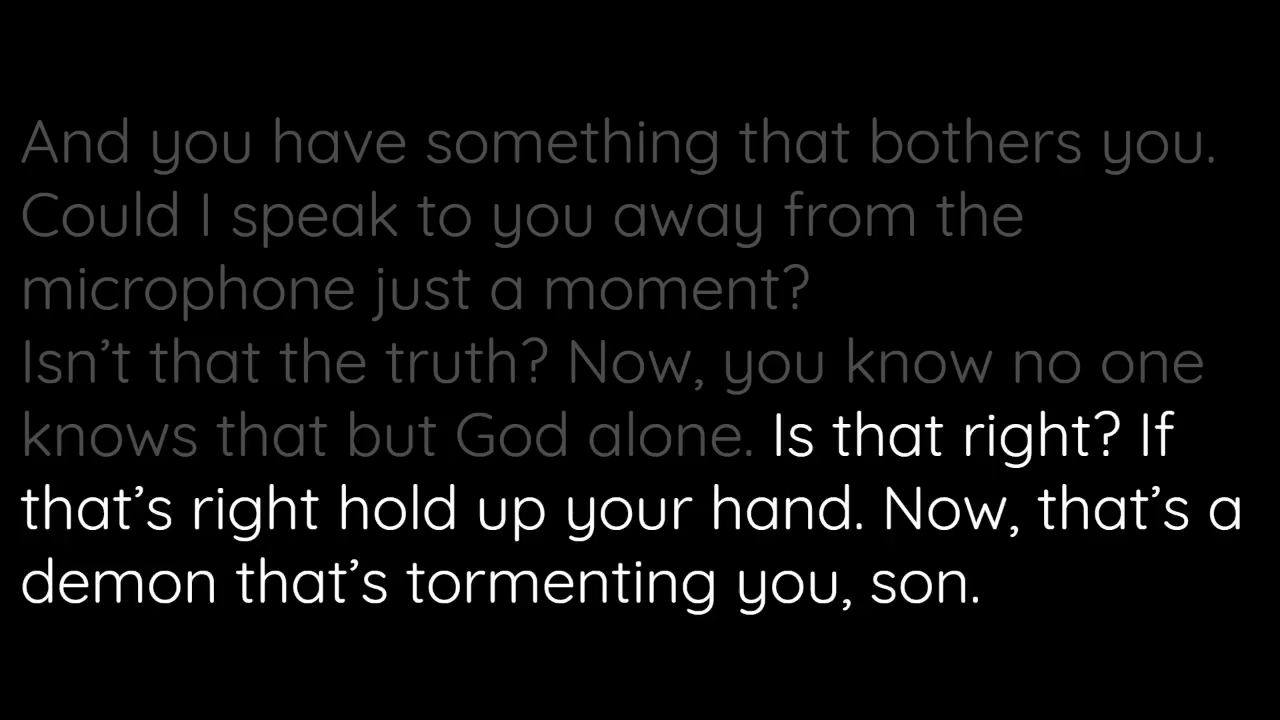 And you have something that bothers you.
Could I speak to you away from the
microphone just a moment?
Isn’t that the truth? Now, you know no one
knows that but God alone. Is that right? If
that’s right hold up your hand. Now, that’s a
demon that’s tormenting you, son.